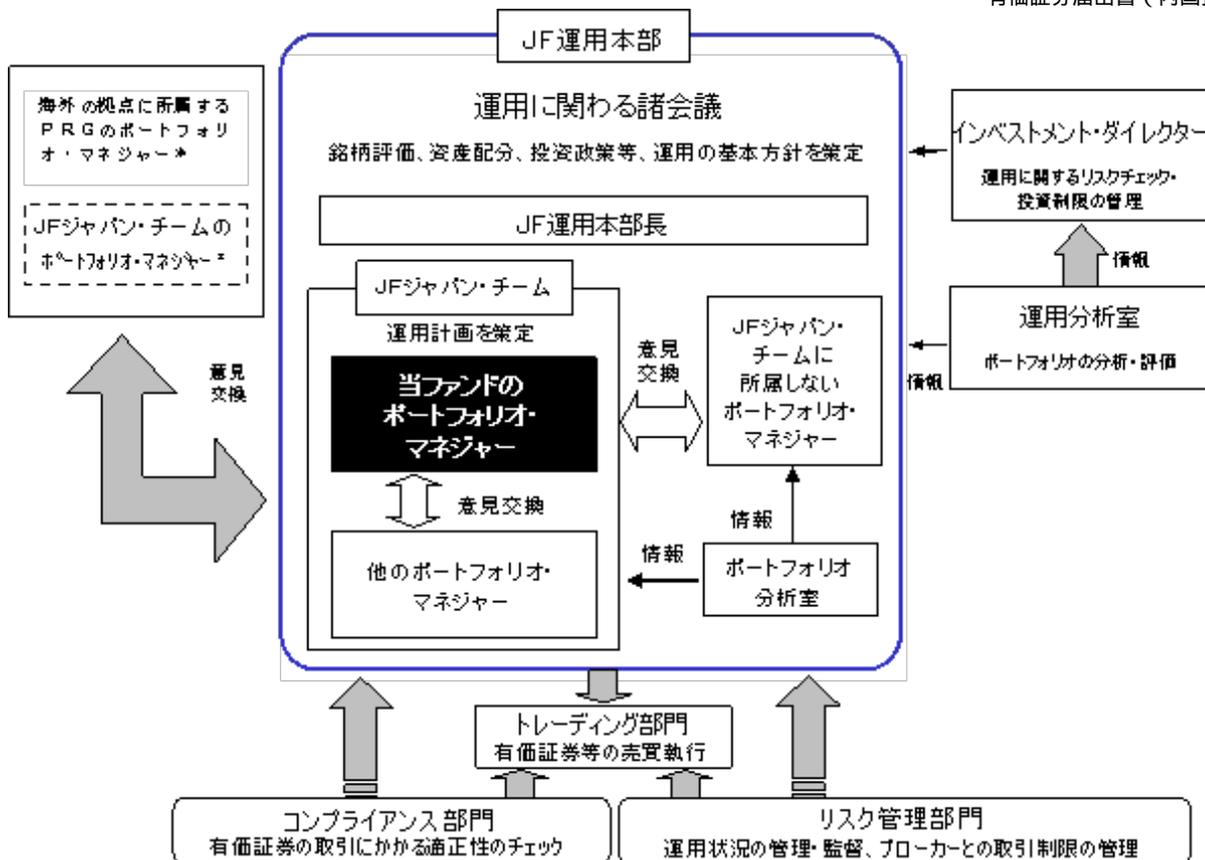 有価証券届出書（内国
JF運用本部
運用に関わる諸会議
銘柄評価、資産配分、投資政策等、運用の基本方針を策定
海外の拠点に所属する
ＰＲＧのポートフォリ
オ・マネジャー＊
JFジャパン・チームの
ポートフォリオ・マネジャー＊
インベストメント・ダイレクター
運用に関するリスクチェック・
投資制限の管理
情報
運用分析室
ポートフォリオの分析・評価
情報
JF運用本部長
JFジャパン・チーム
運用計画を策定
当ファンドの
ポートフォリオ・
マネジャー
意見
交換
JFジャパン・
チームに
所属しない
ポートフォリオ・
マネジャー
意見
交換
意見交換
他のポートフォリオ・
マネジャー
情報
情報
ポートフォリオ
分析室
トレーディング部門
有価証券等の売買執行
コンプライアンス部門
有価証券の取引にかかる適正性のチェック
リスク管理部門
運用状況の管理・監督、ブローカーとの取引制限の管理